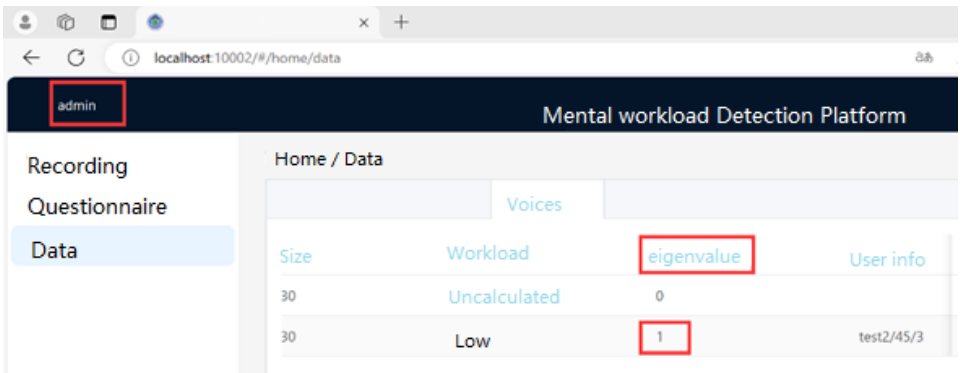 localhost:10002/#/home/data
admin
Mental workload Detection Platform
Recording
Questionnaire
Data
Home / Data
Voices
Size Workload eigenvalue User info
30 Uncalculated 0
30 Low 1 test2/45/3